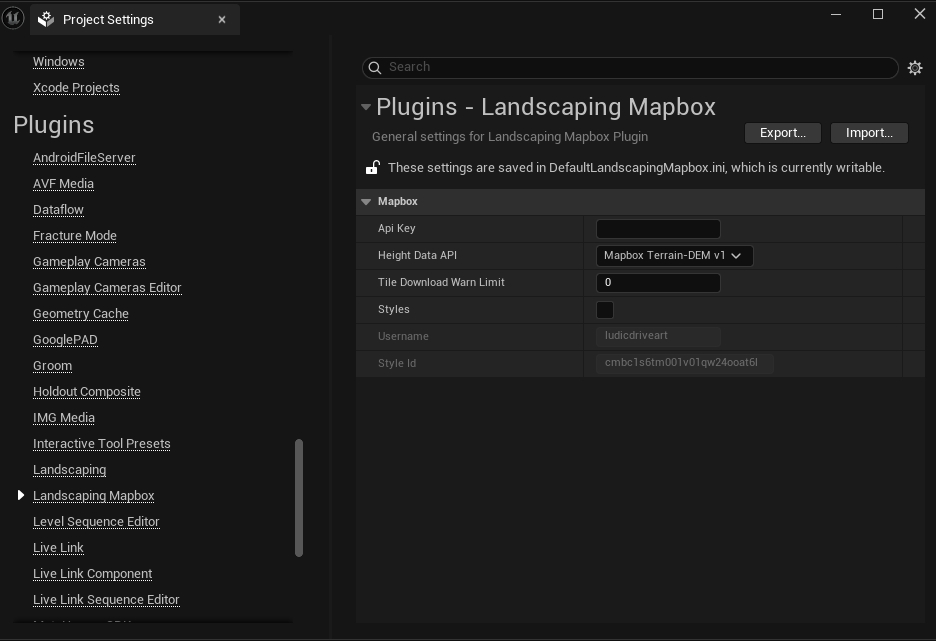 Project Settings
Windows
Xcode Projects
Plugins
AndroidFileServer
AVF Media
Dataflow
Fracture Mode
Gameplay Cameras
Gameplay Cameras Editor
Geometry Cache
GooglePAD
Groom
Holdout Composite
IMG Media
Interactive Tool Presets
Landscaping
Landscaping Mapbox
Level Sequence Editor
Live Link
Live Link Component
Live Link Sequence Editor
Search
Plugins - Landscaping Mapbox
General settings for Landscaping Mapbox Plugin
Export...
Import...
These settings are saved in DefaultLandscapingMapbox.ini, which is currently writable.
Mapbox
Api Key
Height Data API
Mapbox Terrain-DEM v1
Tile Download Warn Limit
0
Styles
Username
ludicdriveart
Style Id
cmbc1s6tm001v01qw24ooat6l